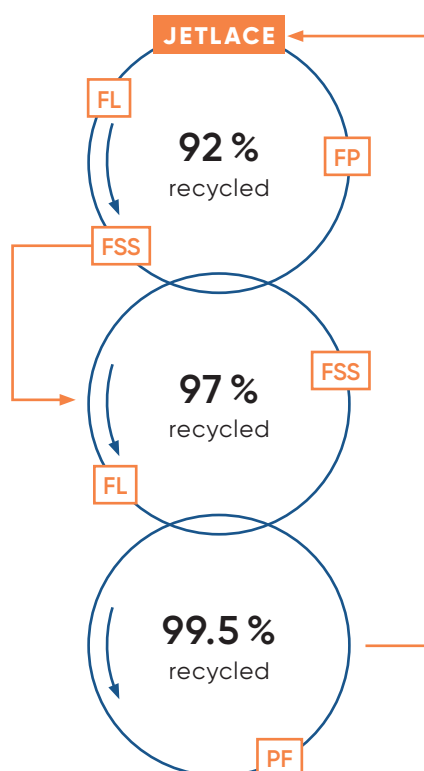 JETLACE
FL
92 %
recycled
FP
FSS
97 %
recycled
FSS
FL
99.5 %
recycled
PF